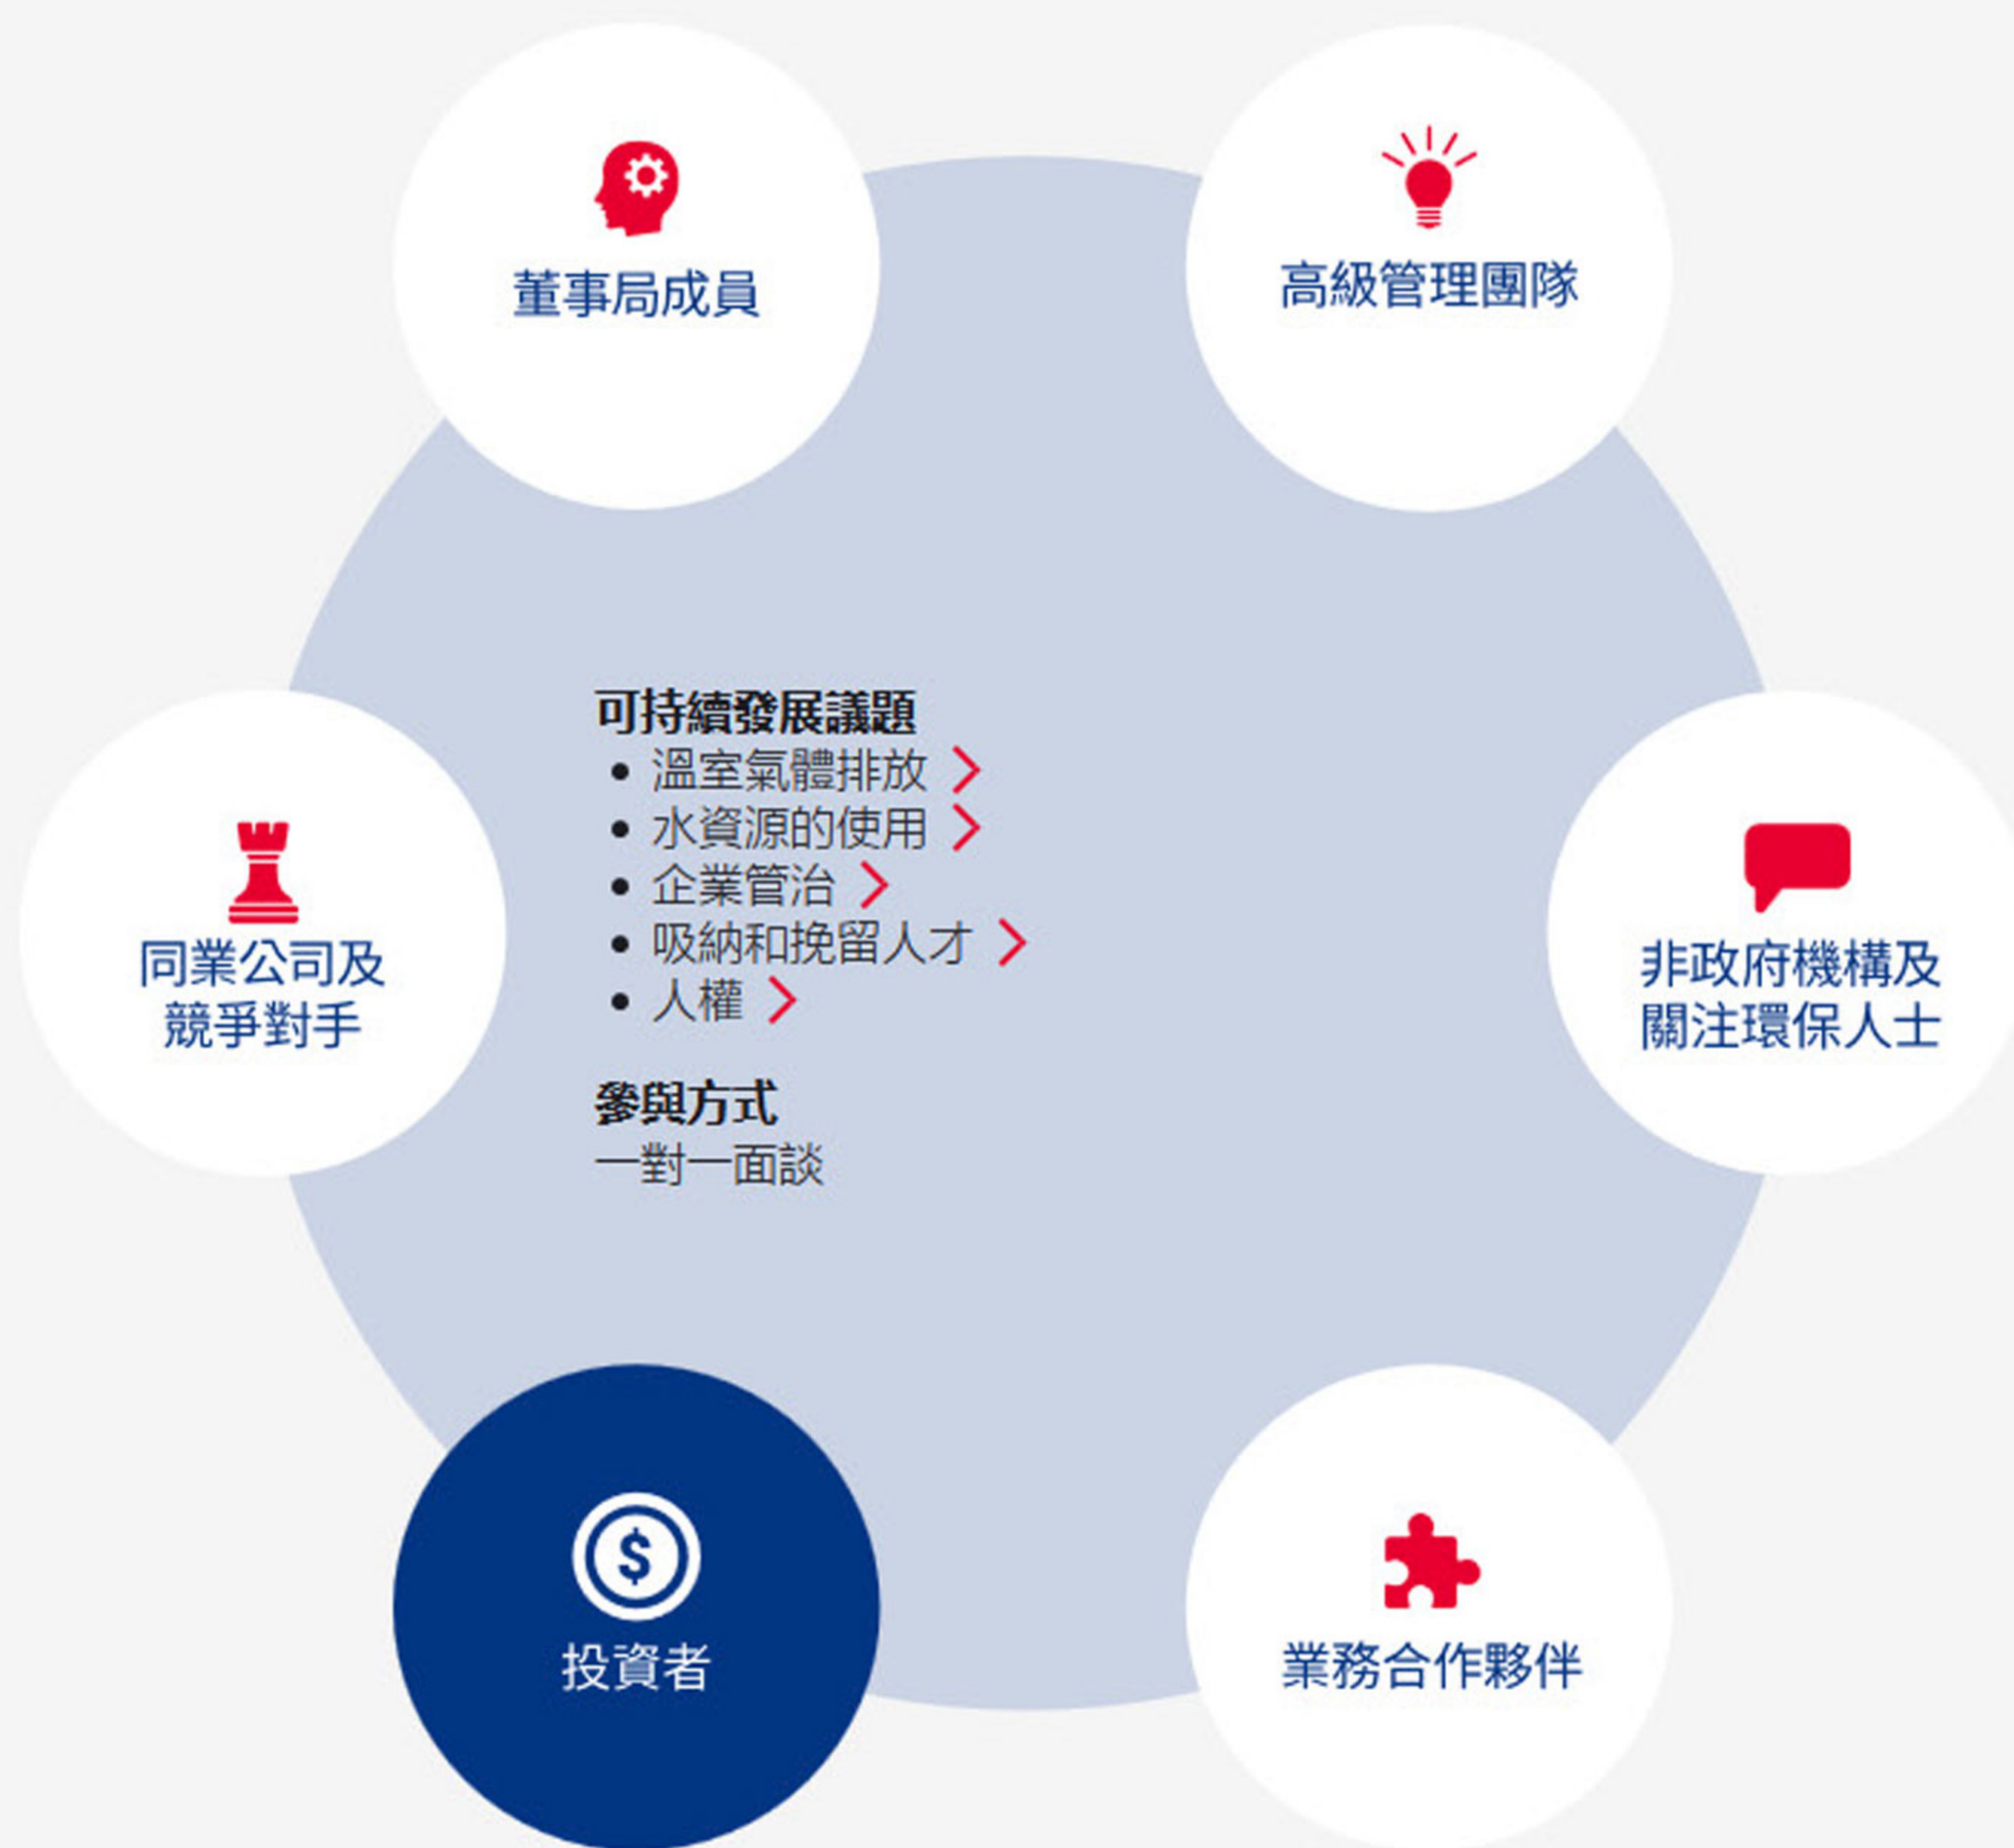 董事局成員
高級管理團隊
可持續發展議題
• 溫室氣體排放
• 水資源的使用
• 企業管治
• 吸納和挽留人才
• 人權
參與方式
一對一面談
同業公司及
競爭對手
非政府機構及
關注環保人士
$
投資者
業務合作夥伴